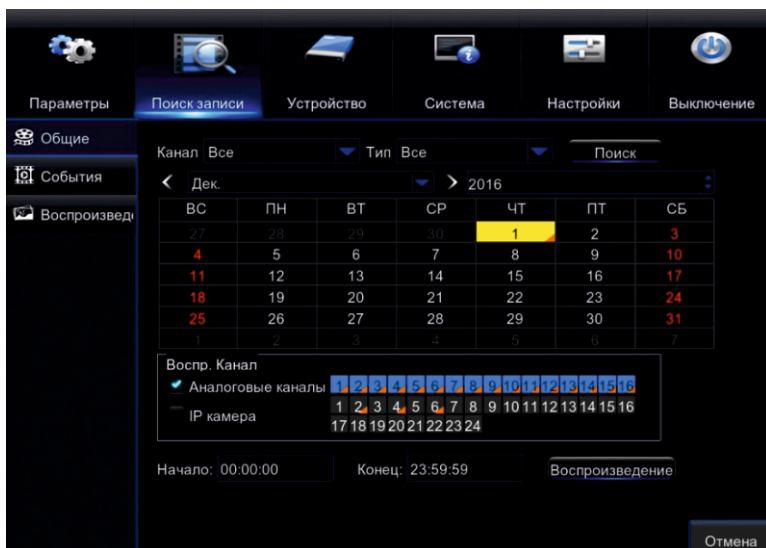 Параметры Поиск записи Устройство Система Настройки Выключение
Общие
События
Воспроизведе
Канал Все Тип Все Поиск
Дек. 2016
ВС ПН ВТ СР ЧТ ПТ СБ
27 28 29 30 1 2 3
4 5 6 7 8 9 10
11 12 13 14 15 16 17
18 19 20 21 22 23 24
25 26 27 28 29 30 31
1 2 3 4 5 6 7
Воспр. Канал
Аналоговые каналы 1 2 3 4 5 6 7 8 9 10 11 12 13 14 15 16
IP камера 1 2 3 4 5 6 7 8 9 10 11 12 13 14 15 16
17 18 19 20 21 22 23 24
Начало: 00:00:00 Конец: 23:59:59 Воспроизведение
Отмена